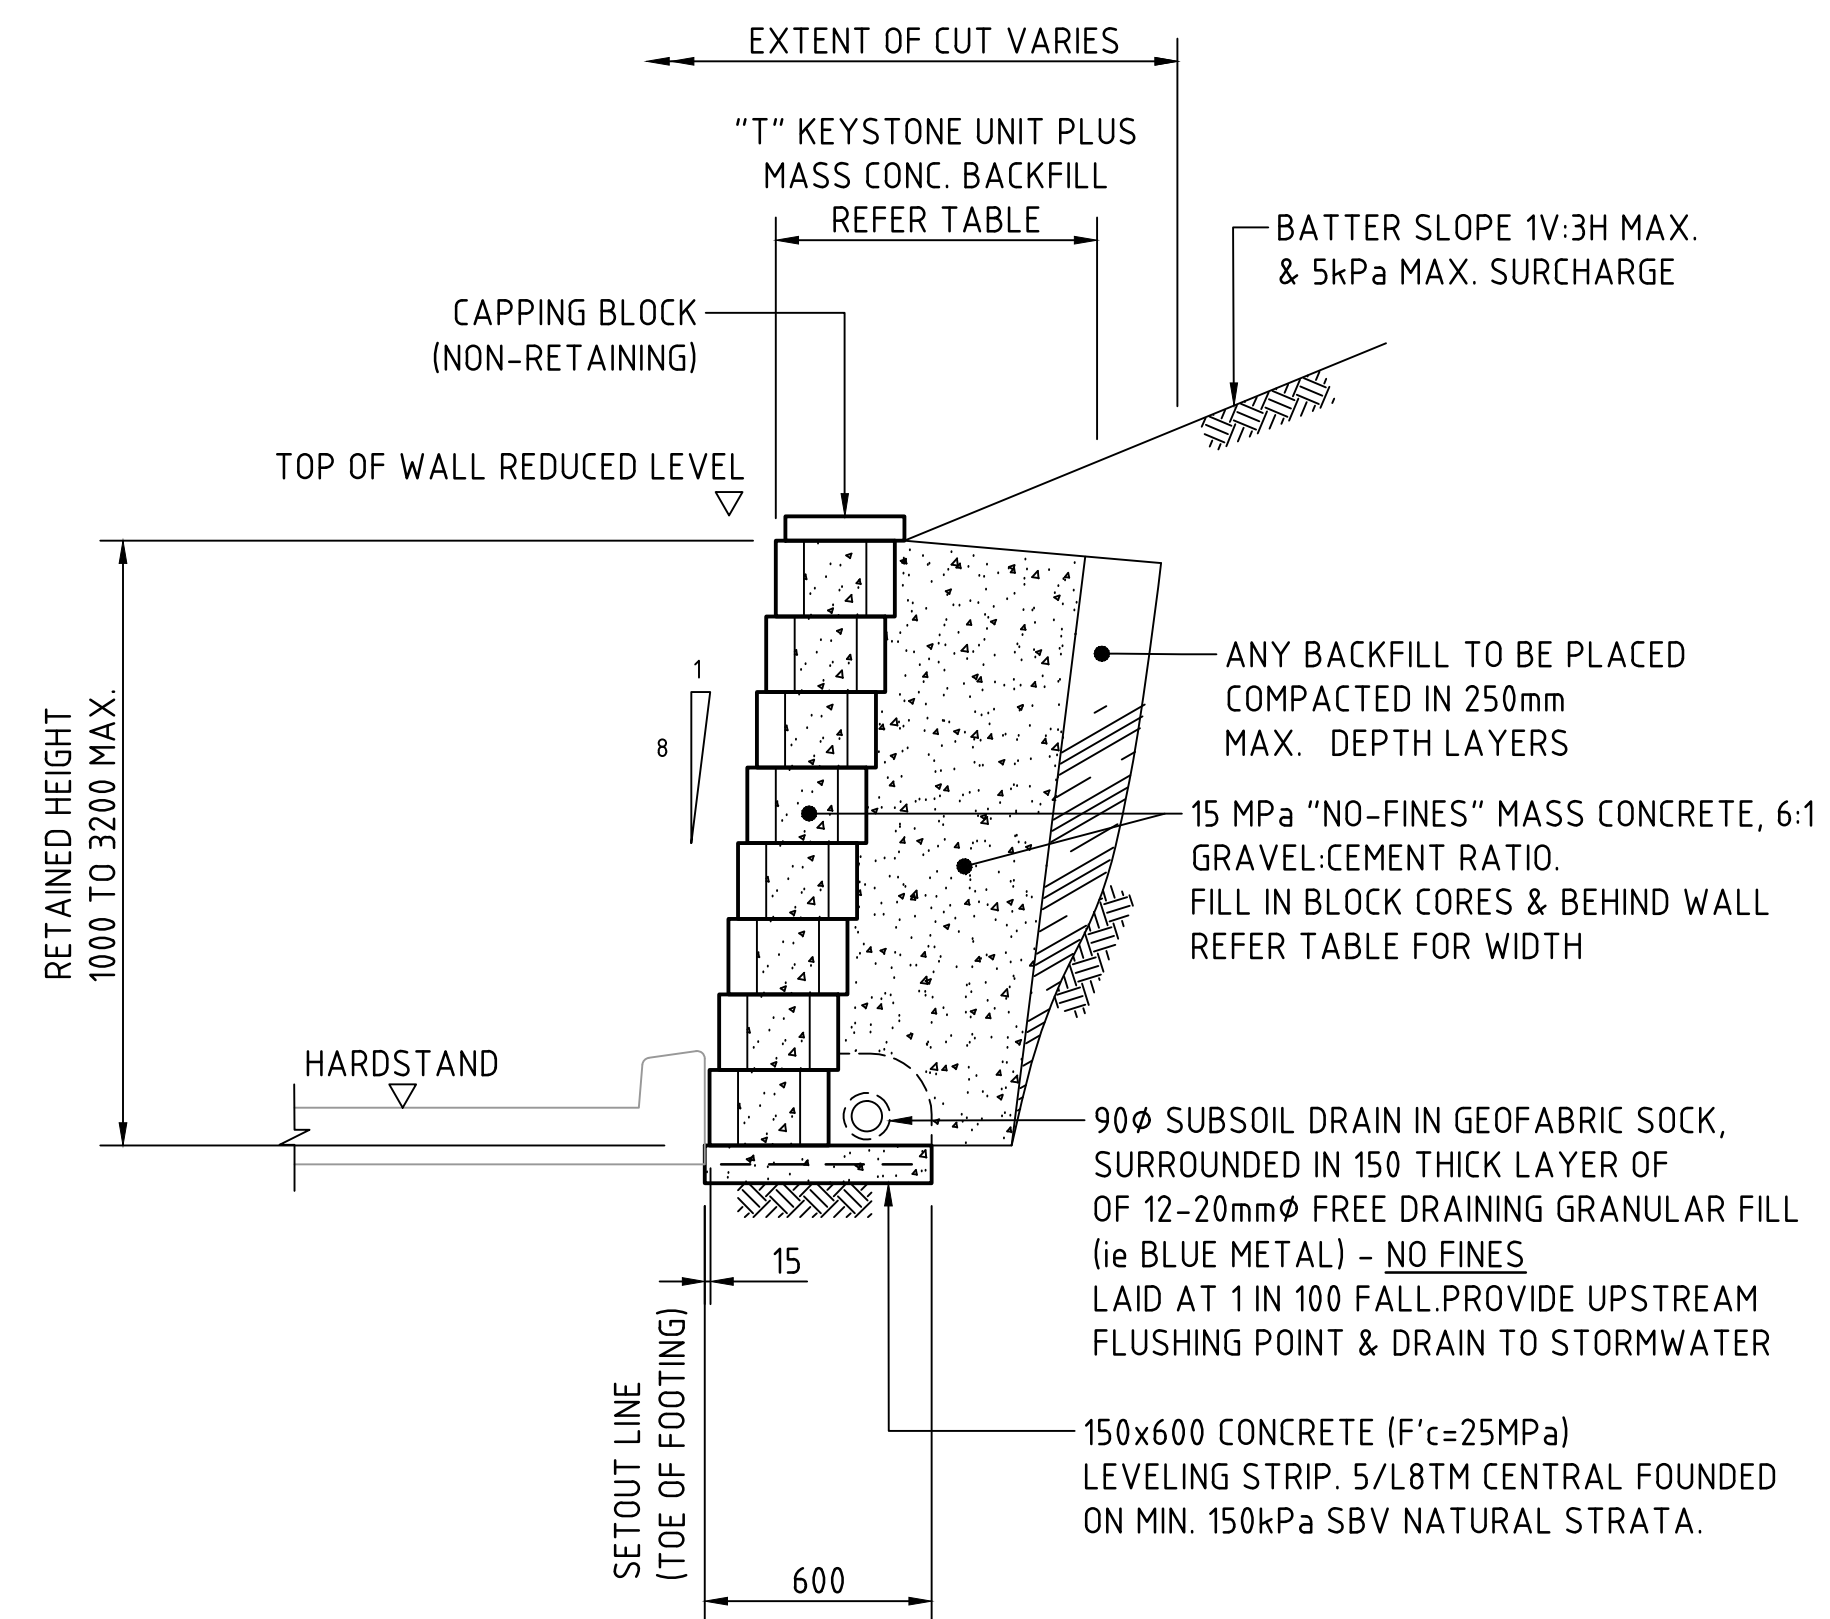 EXTENT OF CUT VARIES
"T" KEYSTONE UNIT PLUS
MASS CONC. BACKFILL
REFER TABLE
BATTER SLOPE 1V:3H MAX.
& 5kPa MAX. SURCHARGE
CAPPING BLOCK
(NON-RETAINING)
TOP OF WALL REDUCED LEVEL
RETAINED HEIGHT
1000 TO 3200 MAX.
1
8
ANY BACKFILL TO BE PLACED
COMPACTED IN 250mm
MAX. DEPTH LAYERS
15 MPa "NO-FINES" MASS CONCRETE, 6:1
GRAVEL:CEMENT RATIO.
FILL IN BLOCK CORES & BEHIND WALL
REFER TABLE FOR WIDTH
HARDSTAND
90Ø SUBSOIL DRAIN IN GEOFABRIC SOCK,
SURROUNDED IN 150 THICK LAYER OF
OF 12-20mmØ FREE DRAINING GRANULAR FILL
(ie BLUE METAL) - NO FINES
LAID AT 1 IN 100 FALL.PROVIDE UPSTREAM
FLUSHING POINT & DRAIN TO STORMWATER
15
SETOUT LINE
(TOE OF FOOTING)
150x600 CONCRETE (F'c=25MPa)
LEVELING STRIP. 5/L8TM CENTRAL FOUNDED
ON MIN. 150kPa SBV NATURAL STRATA.
600